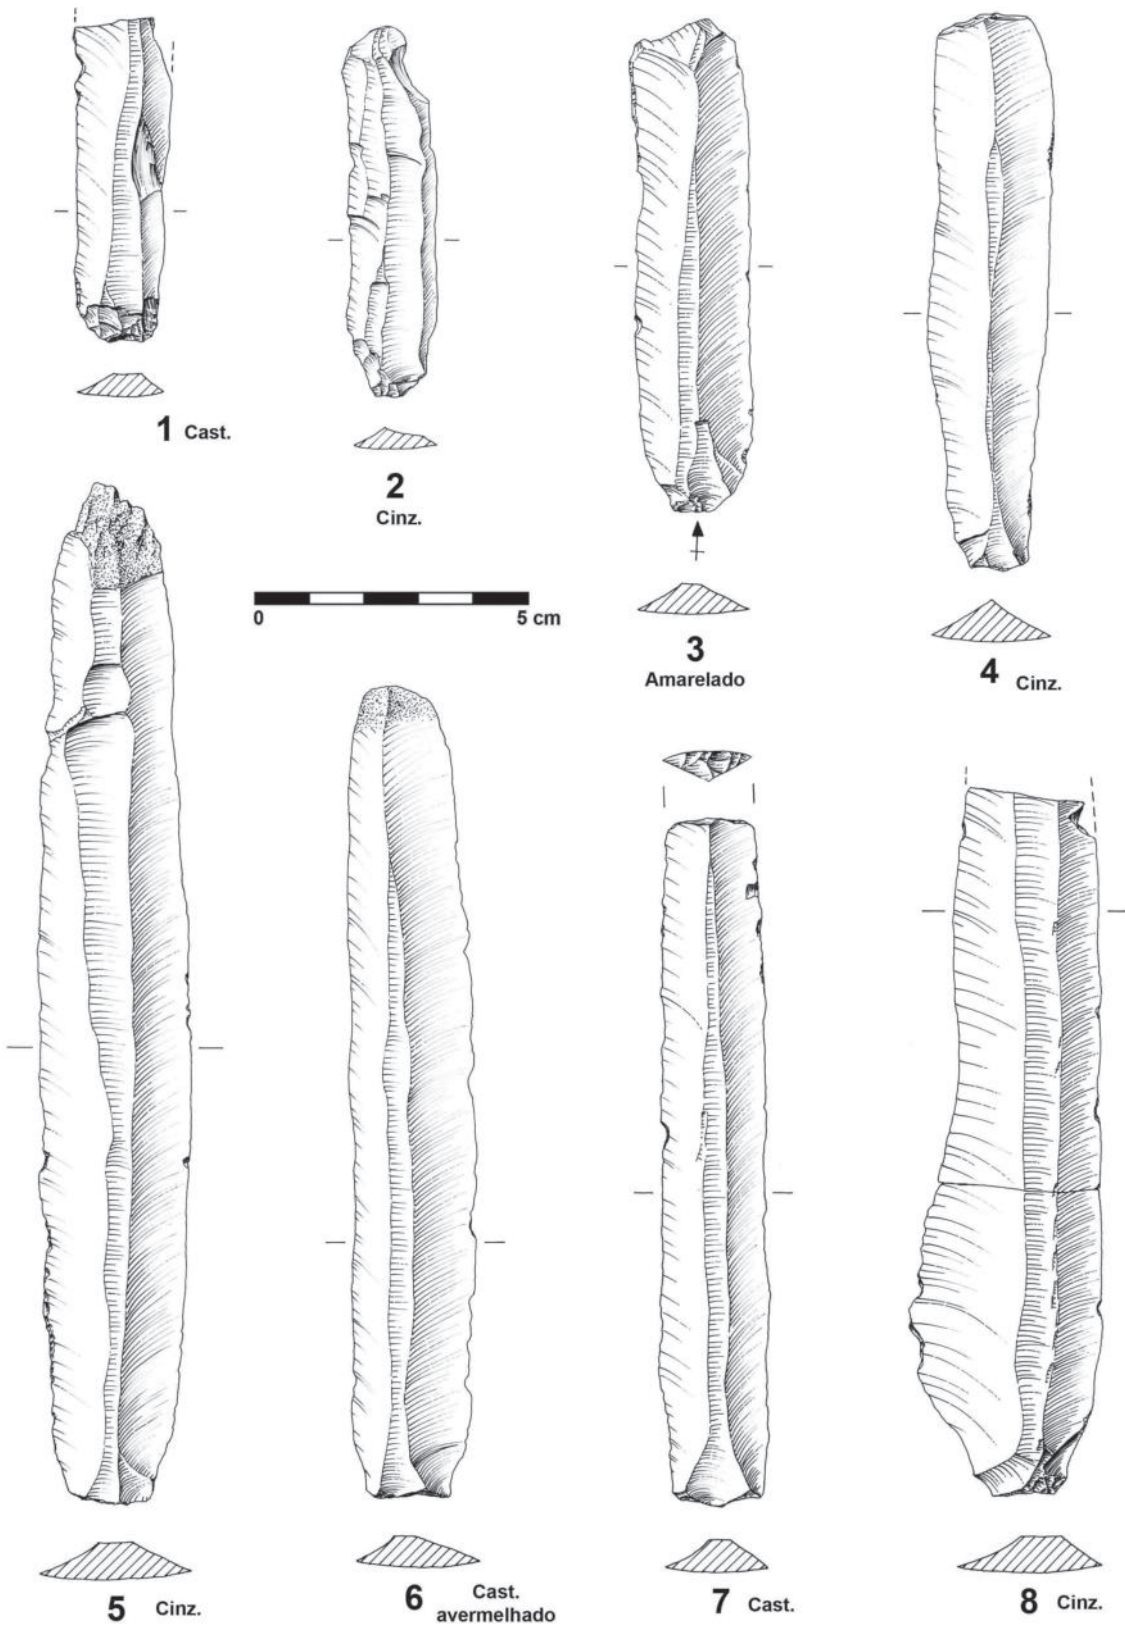 1 Cast.
2
Cinz.
0 5 cm
3
Amarelado
4 Cinz.
5 Cinz.
6 Cast.
avermelhado
7 Cast.
8 Cinz.